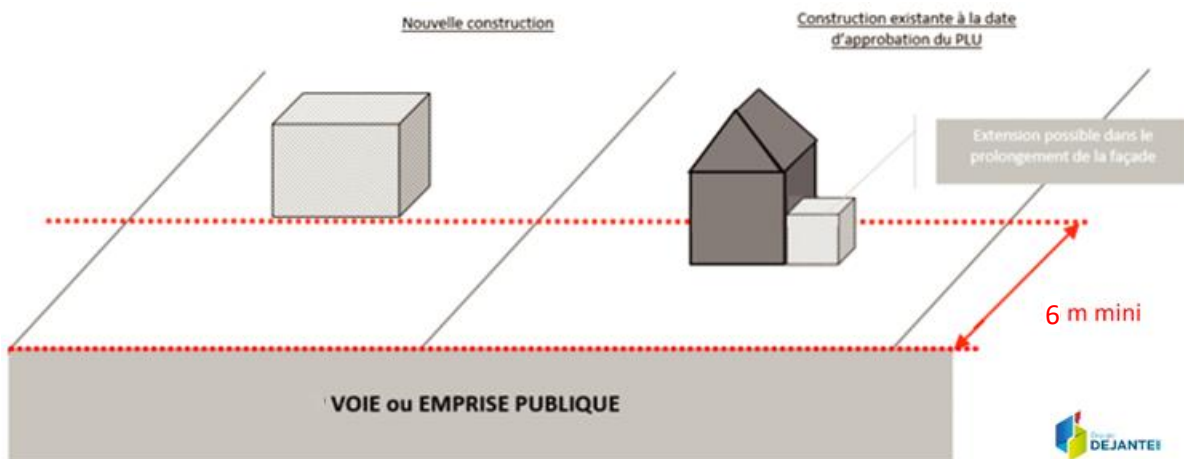 Nouvelle construction
Construction existante à la date
d'approbation du PLU
Extension possible dans le
prolongement de la façade
6 m mini
VOIE ou EMPRISE PUBLIQUE
DEJANTE